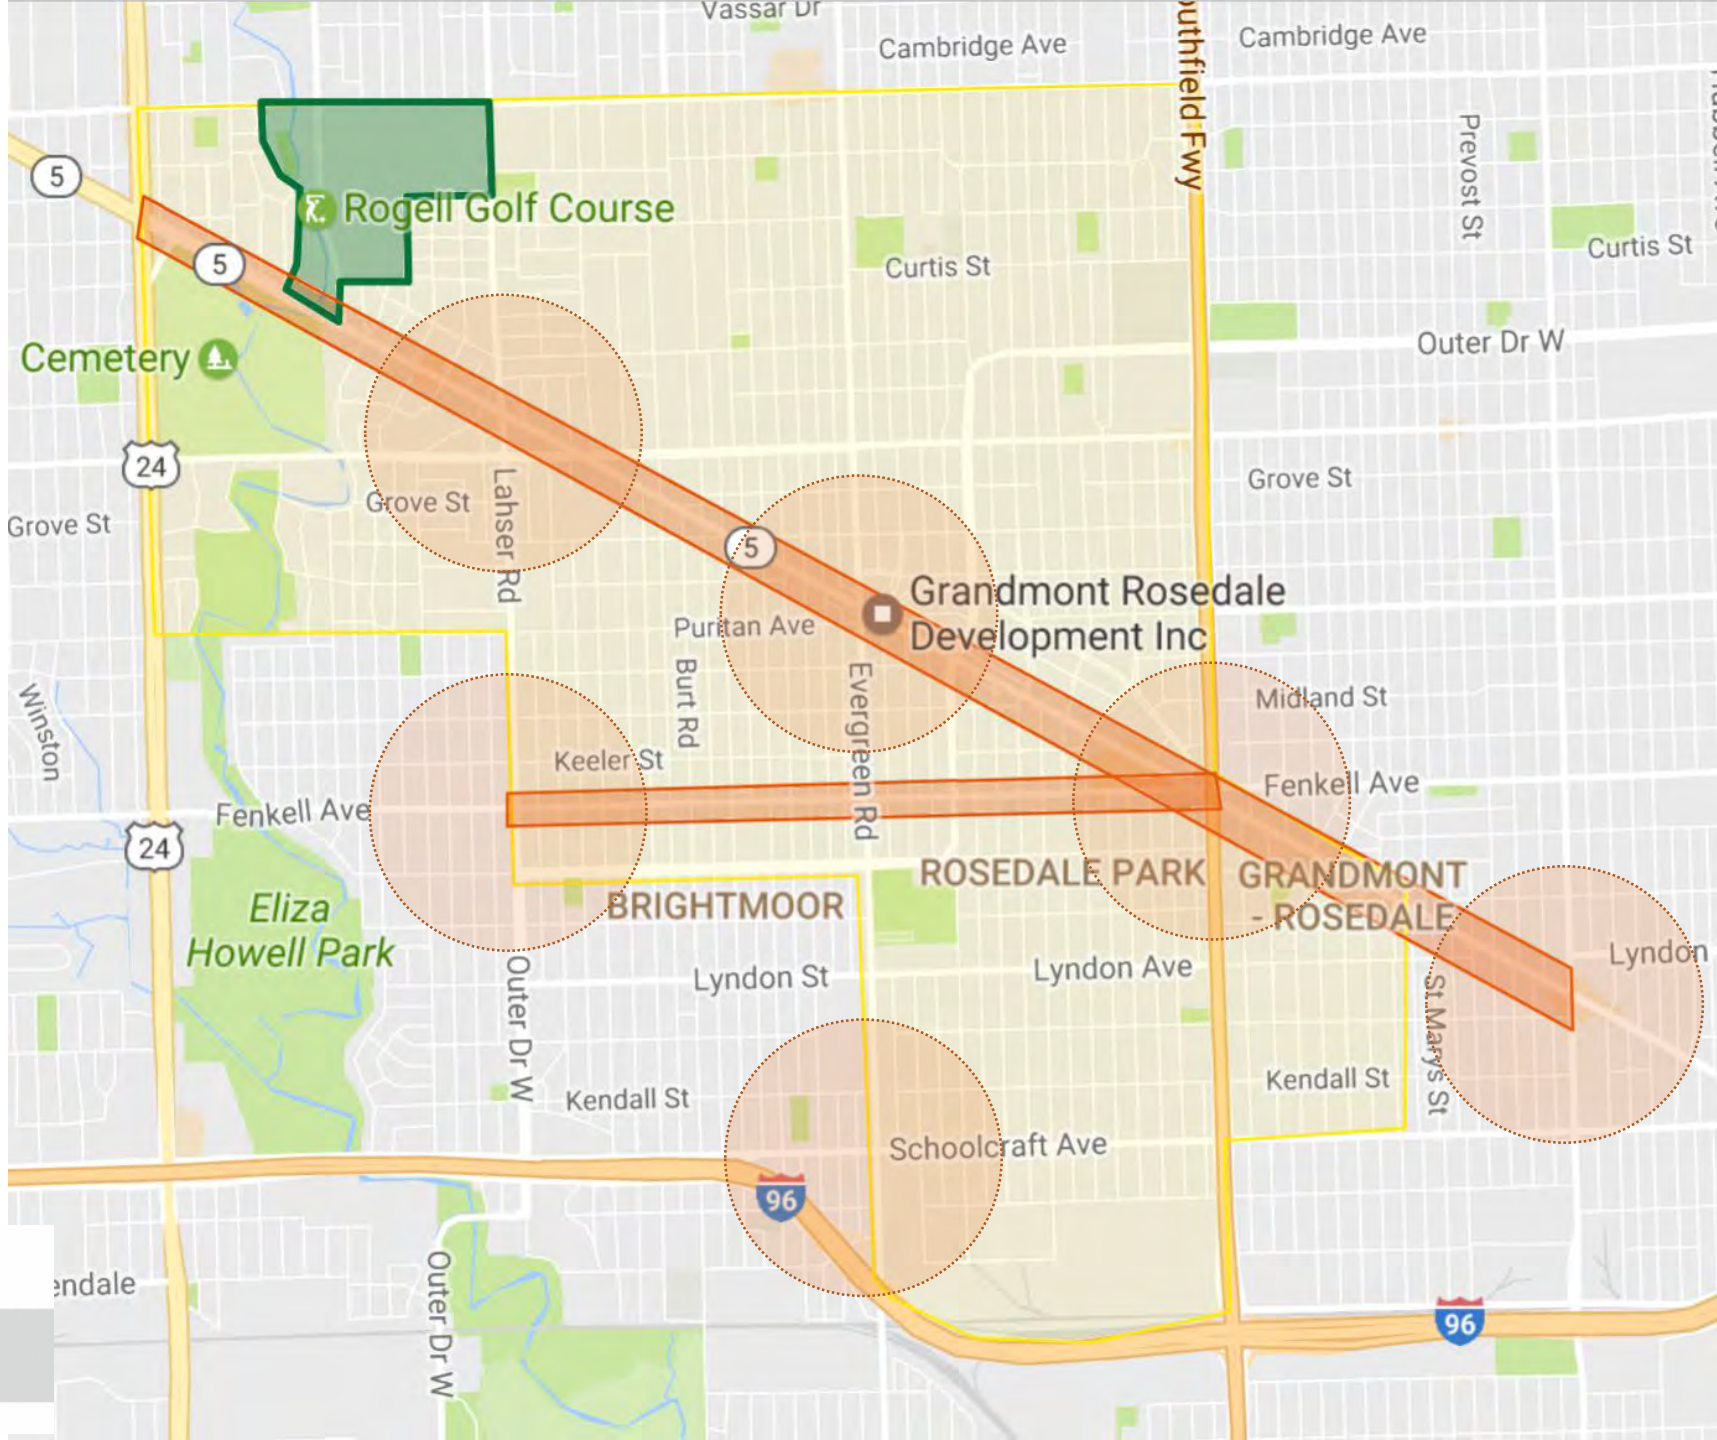 Vassar Dr
Cambridge Ave
Cambridge Ave
outhfield Fwy
Prevost St
5
Rogell Golf Course
5
Curtis St
Curtis St
Outer Dr W
Cemetery
24
Lahser Rd
Grove St
Grove St
Grove St
5
Grandmont Rosedale
Development Inc
Puritan Ave
Burt Rd
Evergreen Rd
Midland St
Winston
Keeler St
Fenkell Ave
Fenkell Ave
24
ROSEDALE PARK
GRANDMONT
- ROSEDALE
BRIGHTMOOR
Eliza
Howell Park
Lyndon St
Lyndon Ave
Lyndon
Outer Dr W
St Marys St
Kendall St
Kendall St
Schoolcraft Ave
96
endale
Outer Dr W
96